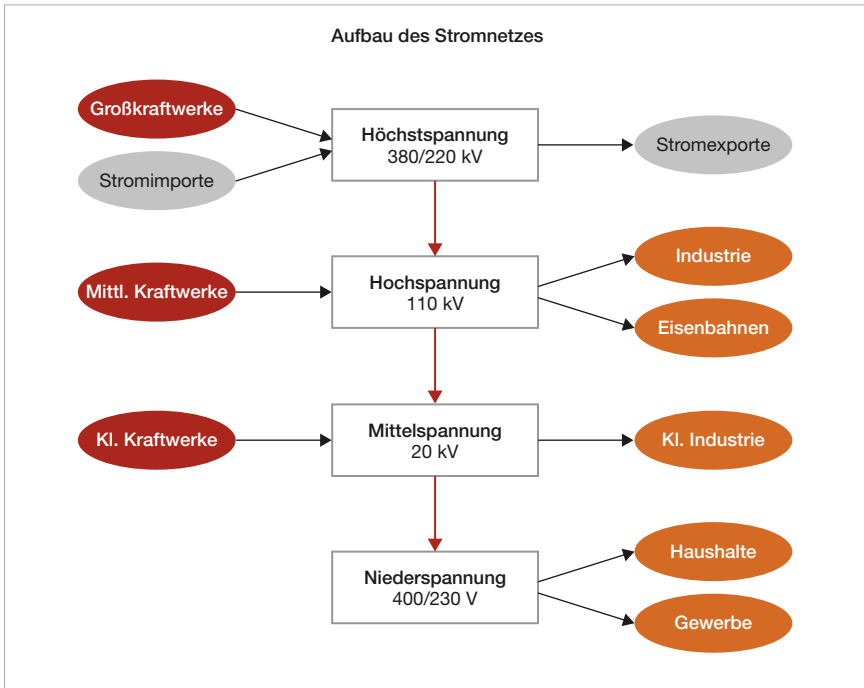 Aufbau des Stromnetzes
Großkraftwerke
Stromimporte
Höchstspannung
380/220 kV
Stromexporte
Mittl. Kraftwerke
Hochspannung
110 kV
Industrie
Eisenbahnen
Kl. Kraftwerke
Mittelspannung
20 kV
Kl. Industrie
Niederspannung
400/230 V
Haushalte
Gewerbe